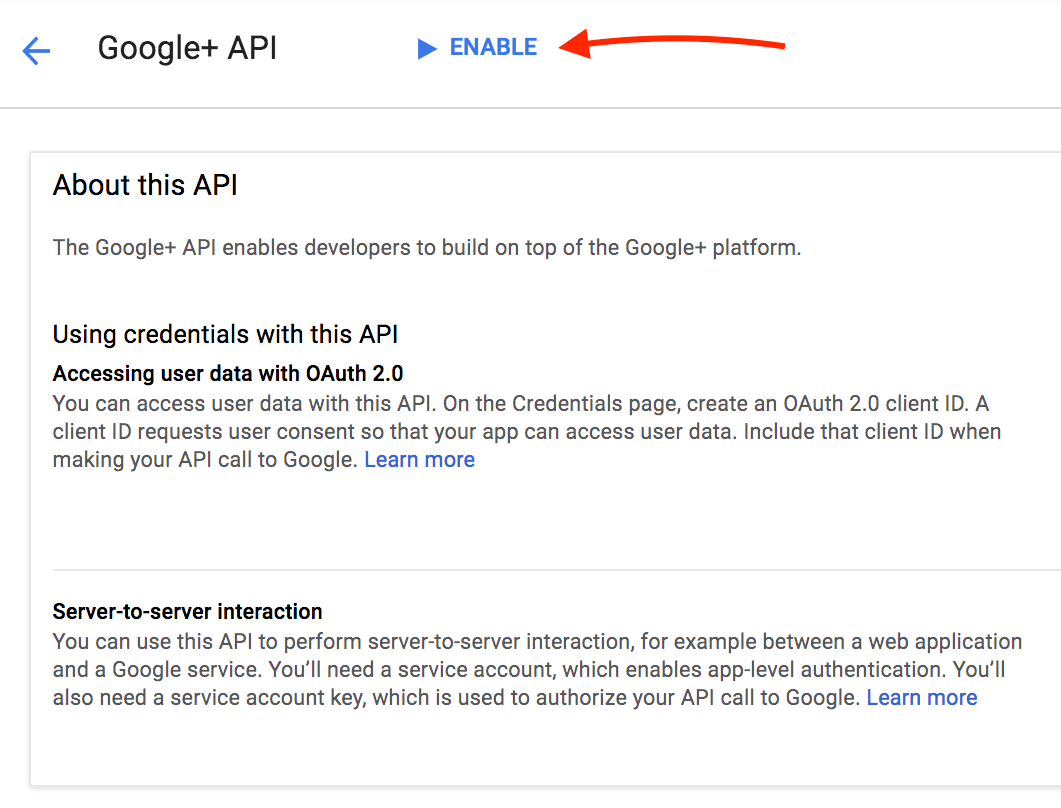 Google+ API
ENABLE
About this API
The Google+ API enables developers to build on top of the Google+ platform.
Using credentials with this API
Accessing user data with OAuth 2.0
You can access user data with this API. On the Credentials page, create an OAuth 2.0 client ID. A
client ID requests user consent so that your app can access user data. Include that client ID when
making your API call to Google. Learn more
Server-to-server interaction
You can use this API to perform server-to-server interaction, for example between a web application
and a Google service. You’ll need a service account, which enables app-level authentication. You’ll
also need a service account key, which is used to authorize your API call to Google. Learn more